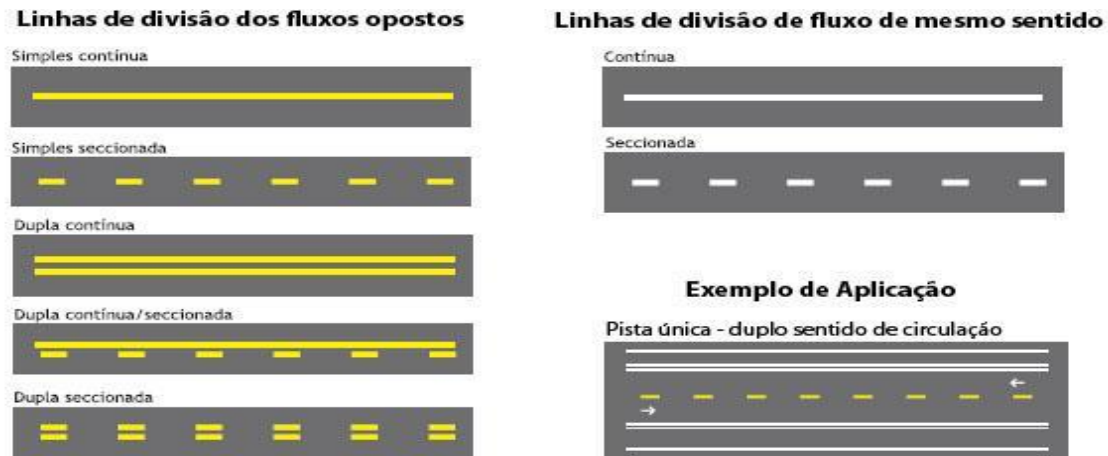 Linhas de divisão dos fluxos opostos
Simples contínua
Simples seccionada
Dupla contínua
Dupla contínua/seccionada
Dupla seccionada
Linhas de divisão de fluxo de mesmo sentido
Contínua
Seccionada
Exemplo de Aplicação
Pista única - duplo sentido de circulação